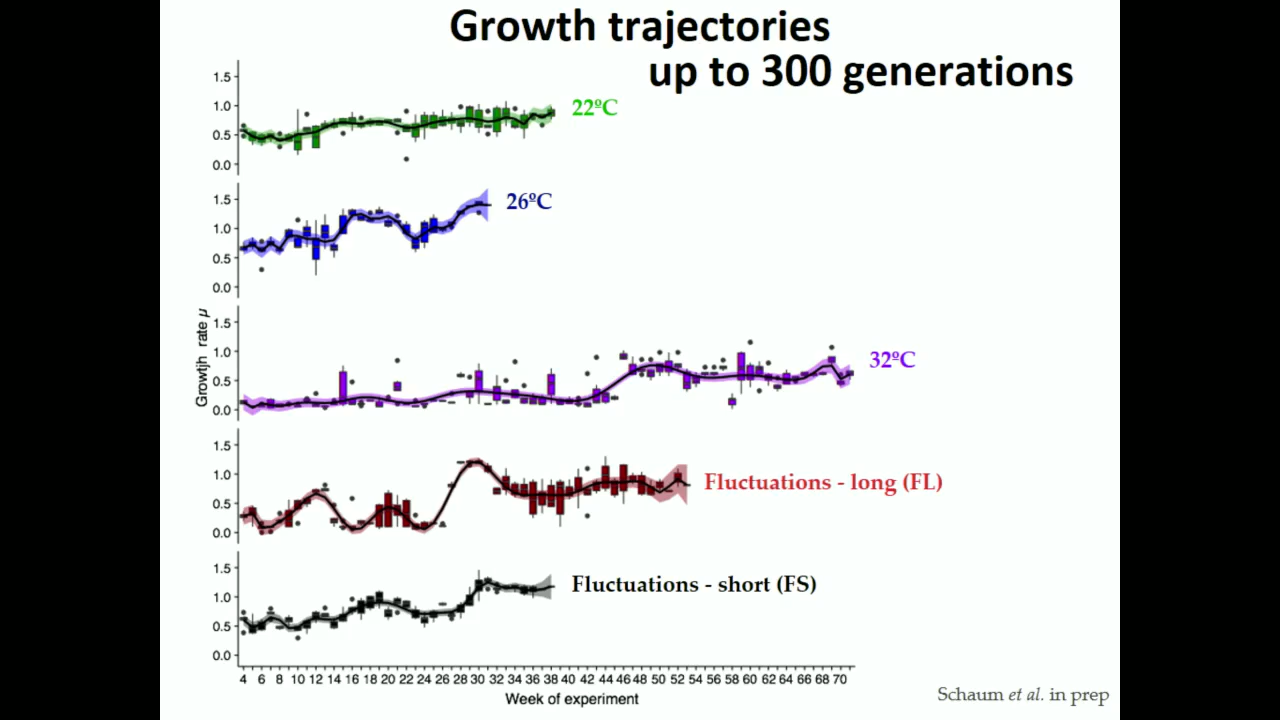 Growth trajectories
up to 300 generations
1.5
1.0
0.5
0.0
22ºC
1.5
1.0
0.5
0.0
26ºC
Growth rate µ
1.5
1.0
0.5
0.0
32ºC
1.5
1.0
0.5
0.0
Fluctuations - long (FL)
1.5
1.0
0.5
0.0
Fluctuations - short (FS)
4 6 8 10 12 14 16 18 20 22 24 26 28 30 32 34 36 38 40 42 44 46 48 50 52 54 56 58 60 62 64 66 68 70
Week of experiment
Schaum et al. in prep